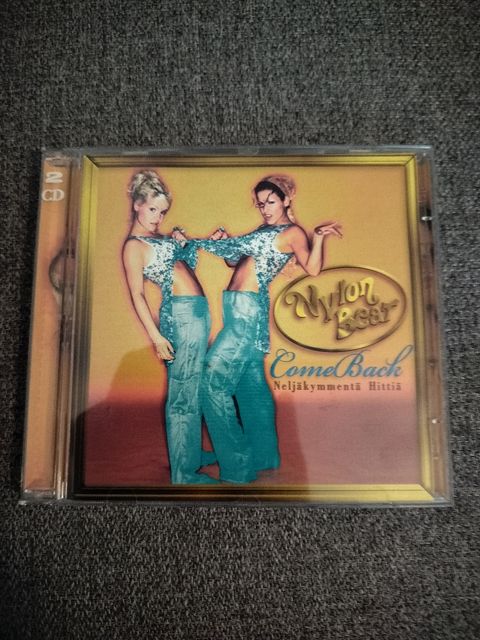 2
CD
Nylon
Beat
Come Back
Neljäkymmentä Hittiä